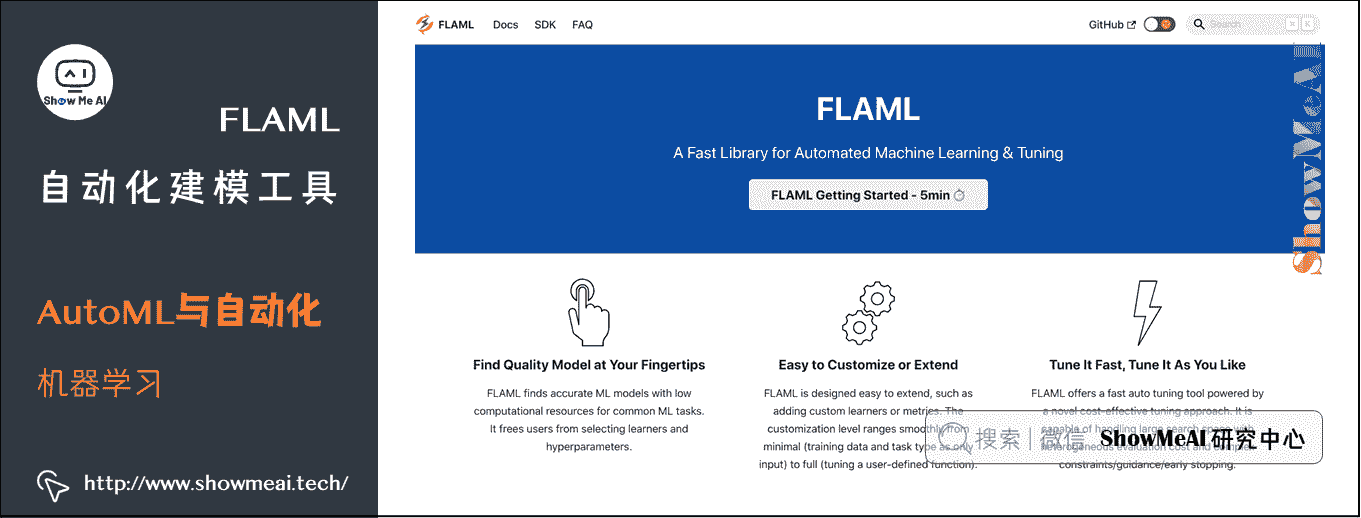 Show Me AI
FLAML
自动化建模工具
AutoML与自动化
机器学习
http://www.showmeai.tech/
FLAML Docs SDK FAQ GitHub Search K
FLAML
A Fast Library for Automated Machine Learning & Tuning
FLAML Getting Started - 5min
ShowMeAI
Find Quality Model at Your Fingertips
FLAML finds accurate ML models with low
computational resources for common ML tasks.
It frees users from selecting learners and
hyperparameters.
Easy to Customize or Extend
FLAML is designed easy to extend, such as
adding custom learners or metrics. The
customization level ranges smoothly from
minimal (training data and task type as only
input) to full (tuning a user-defined function).
Tune It Fast, Tune It As You Like
FLAML offers a fast auto tuning tool powered by
a novel cost-effective tuning approach. It is
capable of handling large search space with
heterogeneous evaluation cost and complex
constraints/guidance/early stopping.
搜索 | 微信 ShowMeAI 研究中心